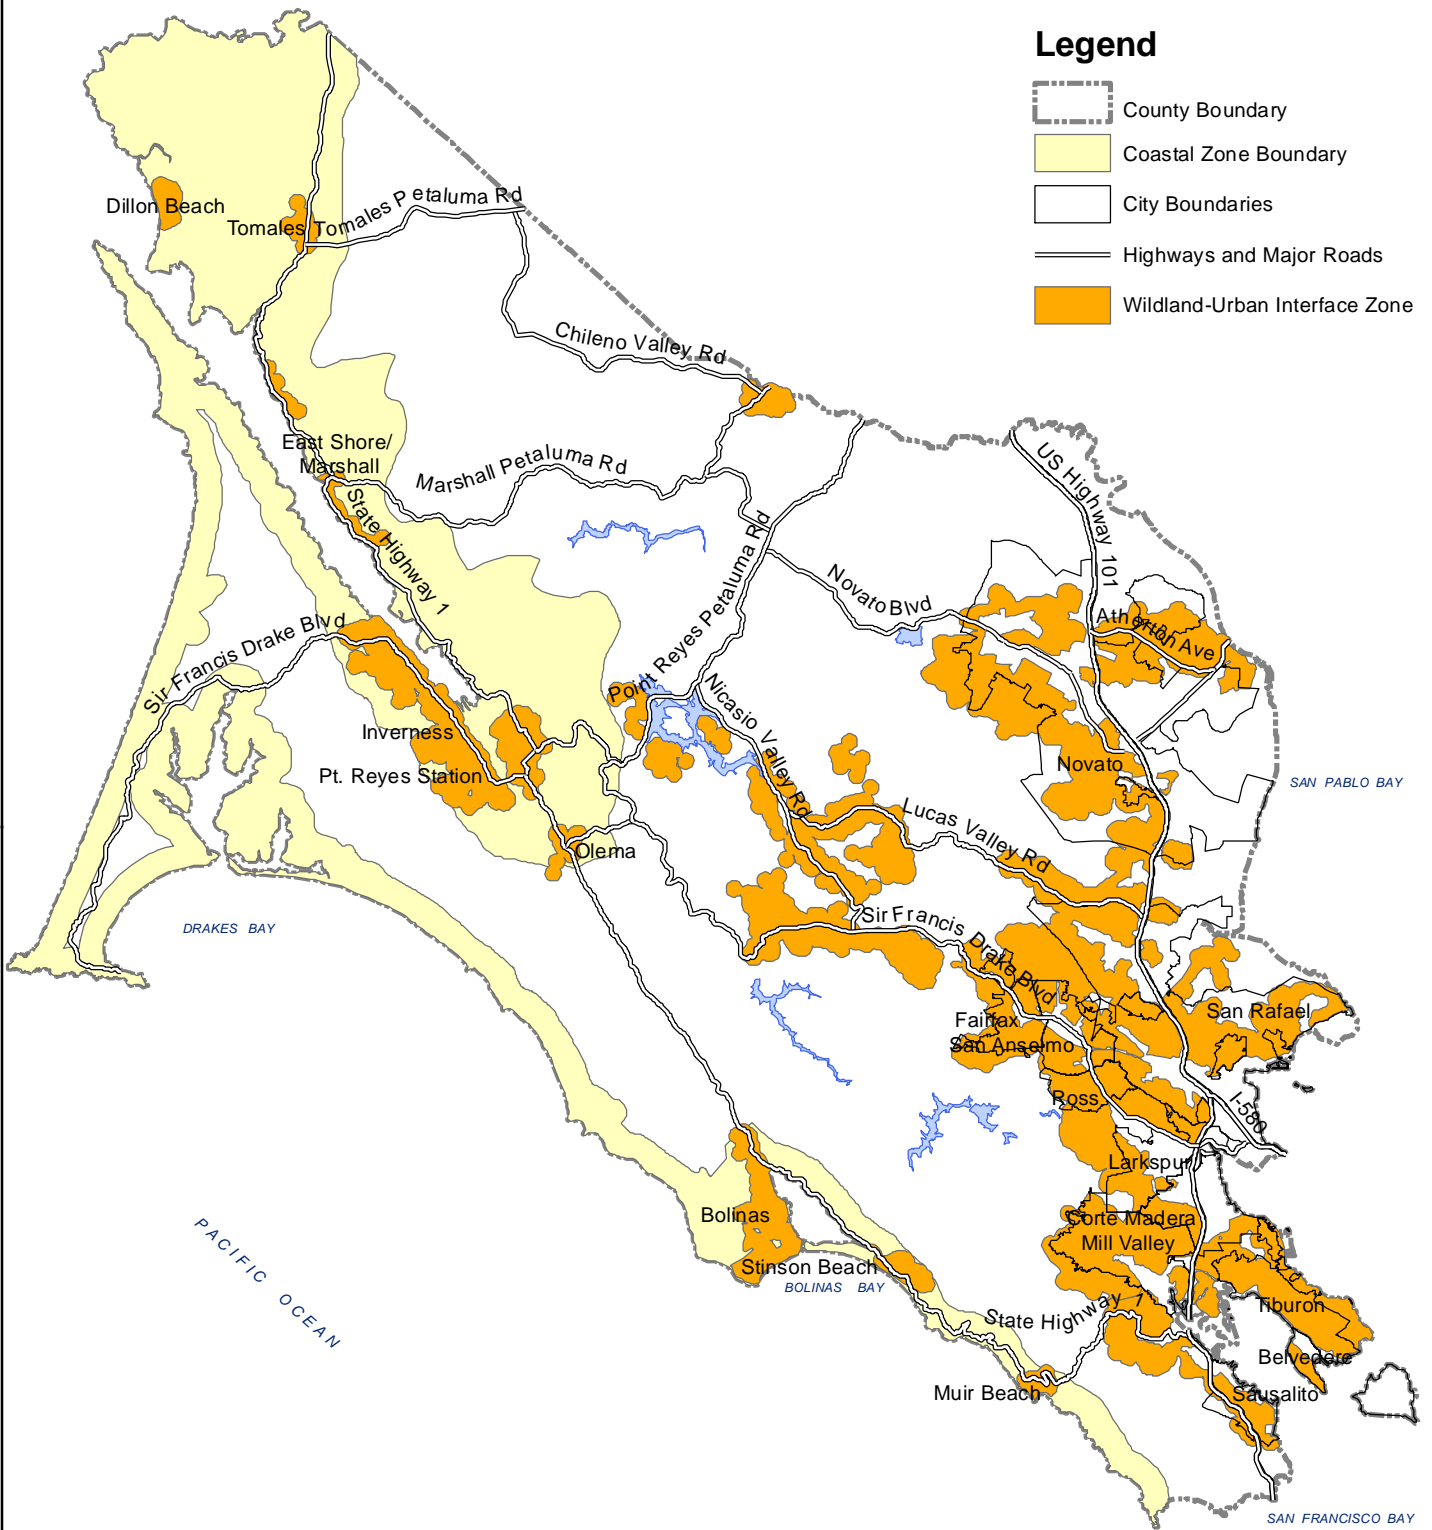 Legend
County Boundary
Coastal Zone Boundary
City Boundaries
Highways and Major Roads
Wildland-Urban Interface Zone
Dillon Beach
Tomales
Tomales Petaluma Rd
Chileno Valley Rd
East Shore/
Marshall
Marshall Petaluma Rd
State Highway 1
US Highway 101
Point Reyes Petaluma Rd
Novato Blvd
Atherton Ave
Sir Francis Drake Blvd
Inverness
Pt. Reyes Station
Nicasio Valley Rd
Novato
SAN PABLO BAY
Lucas Valley Rd
Olema
DRAKES BAY
Sir Francis Drake Blvd
Fairfax
San Anselmo
San Rafael
Ross
I-580
Larkspur
Bolinas
Corte Madera
Mill Valley
Stinson Beach
BOLINAS BAY
PACIFIC OCEAN
State Highway 1
Tiburon
Belvedere
Muir Beach
Sausalito
SAN FRANCISCO BAY